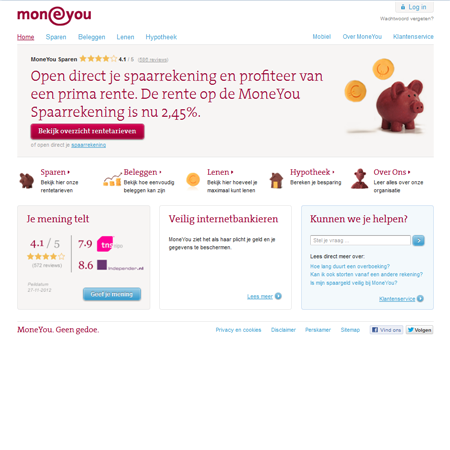 moneyou
Log in
Wachtwoord vergeten?
Home Sparen Beleggen Lenen Hypotheek Mobiel Over MoneYou Klantenservice
MoneYou Sparen 4.1 / 5 (569 reviews)
Open direct je spaarrekening en profiteer van
een prima rente. De rente op de MoneYou
Spaarrekening is nu 2,45%.
Bekijk overzicht rentetarieven
of open direct je spaarrekening
Sparen
Bekijk hier onze
rentetarieven
Beleggen
Bekijk hoe eenvoudig
beleggen kan zijn
Lenen
Bekijk hier hoeveel je
maximaal kunt lenen
Hypotheek
Bereken je besparing
Over Ons
Leer alles over onze
organisatie
Je mening telt
4.1 / 5
(572 reviews)
7.9 tns
8.6 independer.nl
27-11-2012
Geef je mening
Veilig internetbankieren
MoneYou ziet het als haar plicht je geld en je
gegevens te beschermen.
Lees meer
Kunnen we je helpen?
Stel je vraag ...
Lees direct meer over:
Hoe lang duurt een overboeking?
Kan ik ook storten vanaf een andere rekening?
Is mijn spaargeld veilig bij MoneYou?
Klantenservice
MoneYou. Geen gedoe.
Privacy en cookies Disclaimer Perskamer Sitemap Vind ons Volgen